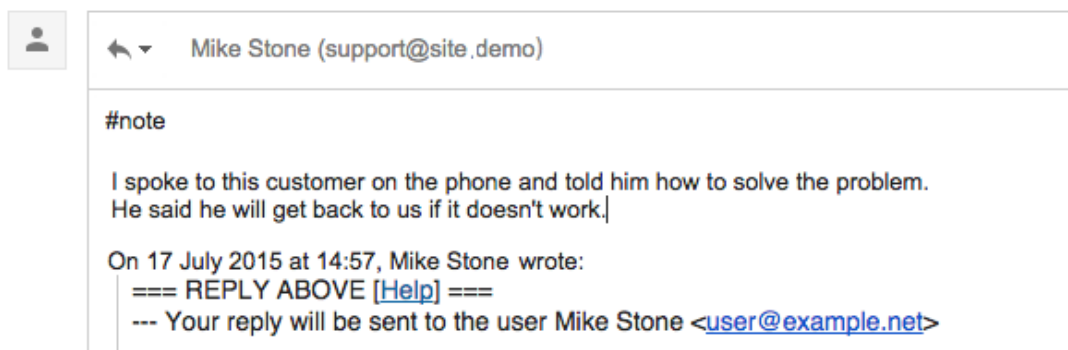 Mike Stone (support@site.demo)
#note
I spoke to this customer on the phone and told him how to solve the problem.
He said he will get back to us if it doesn't work.
On 17 July 2015 at 14:57, Mike Stone wrote:
=== REPLY ABOVE [Help] ===
--- Your reply will be sent to the user Mike Stone <user@example.net>